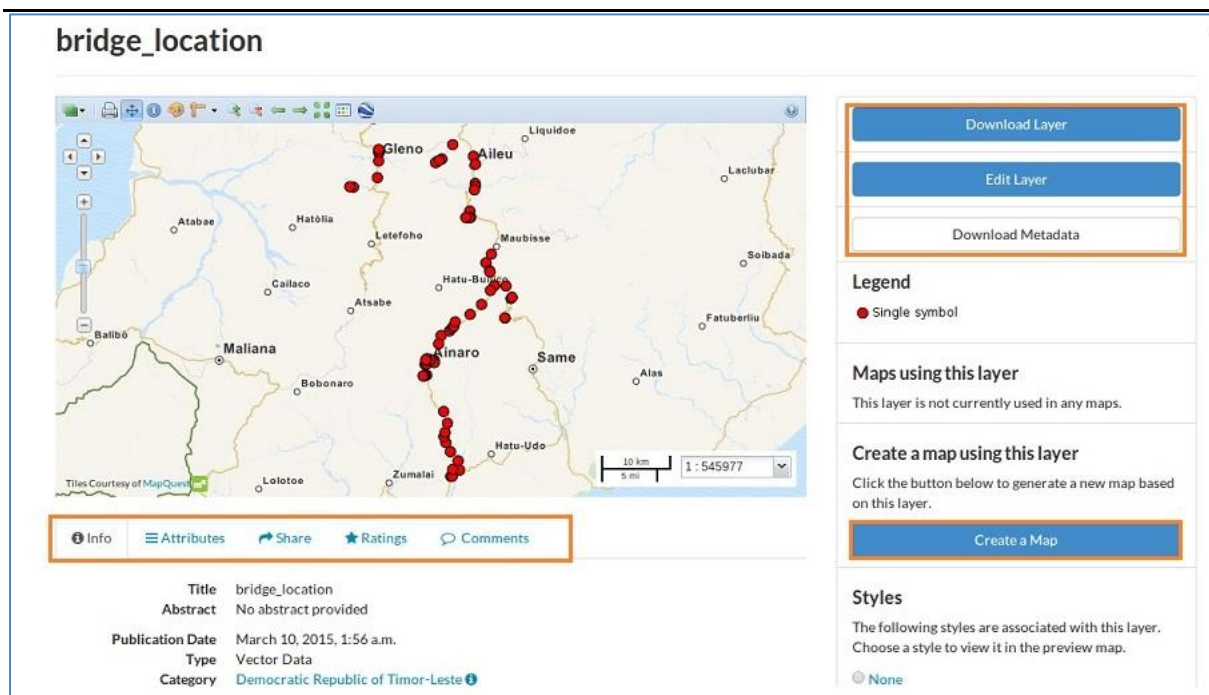 bridge_location
Liquidoe
Gleno
Aileu
Laclubar
Atabae
Hatòlia
Letefoho
Maubisse
Soibada
Cailaco
Atsabe
Fatuberliu
Balibó
Maliana
Ainaro
Same
Bobonaro
Alas
Hatu-Udo
Zumalai
Lolotoe
10 km
5 mi
1 : 545977
Tiles Courtesy of MapQuest
Info Attributes Share Ratings Comments
Title bridge_location
Abstract No abstract provided
Publication Date March 10, 2015, 1:56 a.m.
Type Vector Data
Category Democratic Republic of Timor-Leste
Download Layer
Edit Layer
Download Metadata
Legend
Single symbol
Maps using this layer
This layer is not currently used in any maps.
Create a map using this layer
Click the button below to generate a new map based
on this layer.
Create a Map
Styles
The following styles are associated with this layer.
Choose a style to view it in the preview map.
None